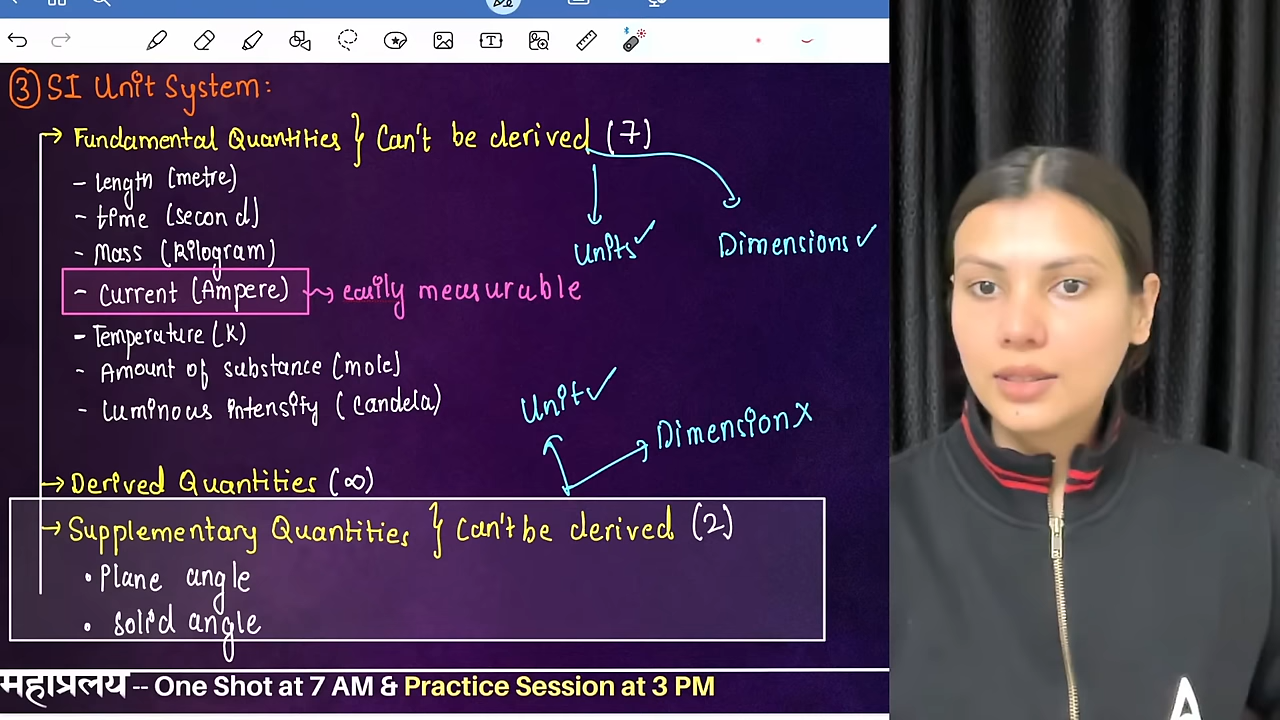 ③ SI Unit System:
→ Fundamental Quantities } Can't be derived (7)
- Length (metre)
- time (second)
- Mass (kilogram)
Units✓ Dimensions✓
- Current (Ampere) → easily measurable
- Temperature (K)
- Amount of substance (mole)
- Luminous intensity (Candela)
Unit✓
Dimension×
→ Derived Quantities (∞)
→ Supplementary Quantities } Can't be derived (2)
• Plane angle
• Solid angle
महाप्रलय -- One Shot at 7 AM & Practice Session at 3 PM